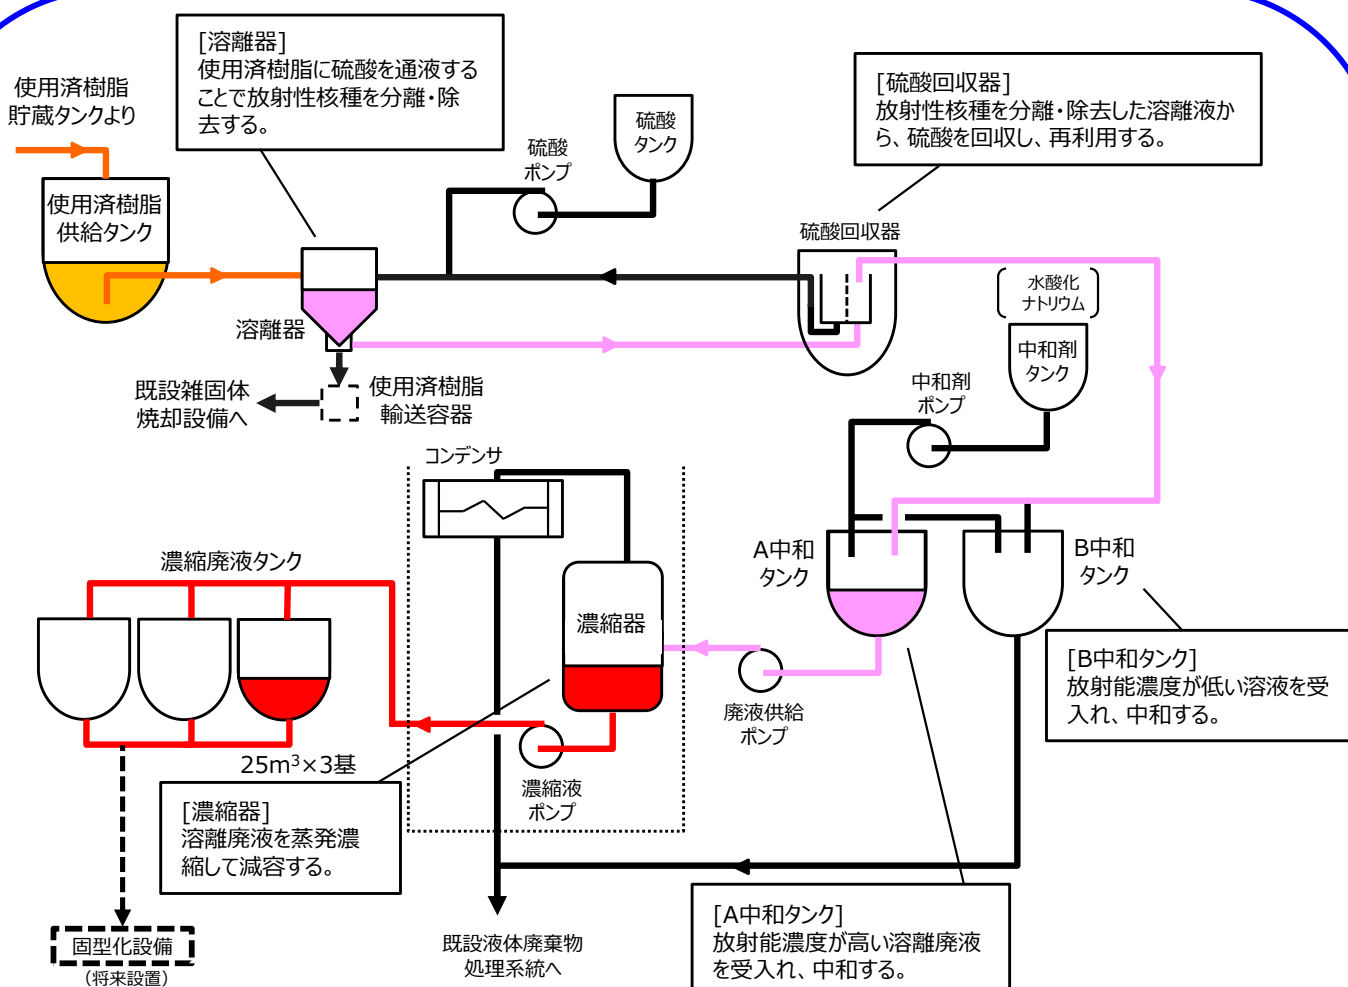 [溶離器]
使用済樹脂に硫酸を通液する
ことで放射性核種を分離・除
去する。
使用済樹脂
貯蔵タンクより
硫酸
タンク
硫酸
ポンプ
[硫酸回収器]
放射性核種を分離・除去した溶離液か
ら、硫酸を回収し、再利用する。
使用済樹脂
供給タンク
硫酸回収器
水酸化
ナトリウム
溶離器
中和剤
タンク
既設雑固体
焼却設備へ
使用済樹脂
輸送容器
中和剤
ポンプ
コンデンサ
濃縮廃液タンク
濃縮器
A中和
タンク
B中和
タンク
[B中和タンク]
放射能濃度が低い溶液を受
入れ、中和する。
廃液供給
ポンプ
25m³×3基
濃縮液
ポンプ
[濃縮器]
溶離廃液を蒸発濃
縮して減容する。
[A中和タンク]
放射能濃度が高い溶離廃液
を受入れ、中和する。
固型化設備
(将来設置)
既設液体廃棄物
処理系統へ